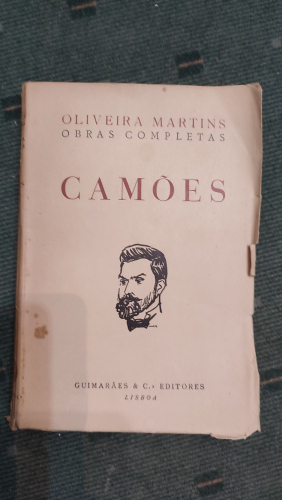 OLIVEIRA MARTINS
OBRAS COMPLETAS
CAMÕES
GUIMARÃES & C.ª EDITORES
LISBOA